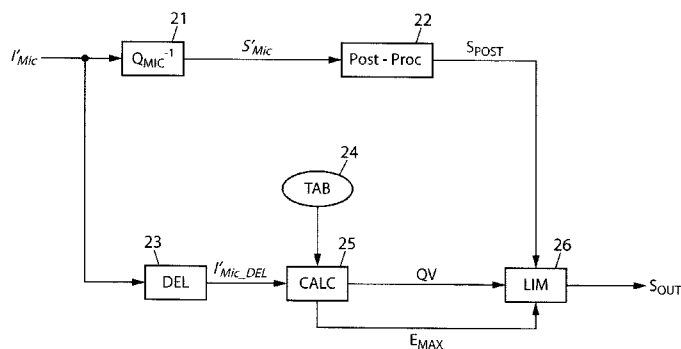 21
22
I'Mic
QMIC-1
S'Mic
Post - Proc
SPOST
24
TAB
23
25
26
DEL
I'Mic_DEL
CALC
QV
LIM
SOUT
EMAX